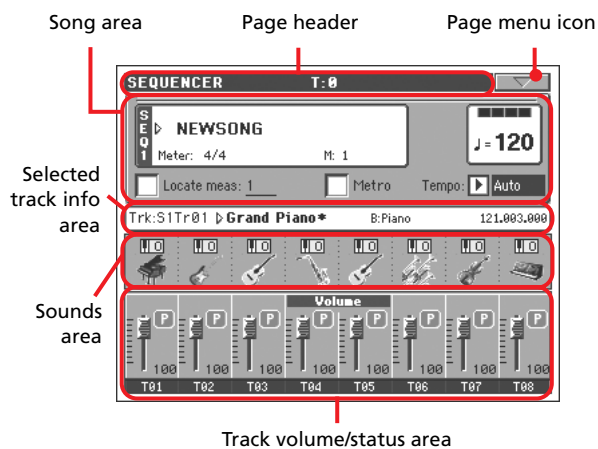 Song area
Page header
Page menu icon
SEQUENCER T:0
SEQ1
NEWSONG
Meter: 4/4 M: 1
♩=120
Locate meas: 1 Metro Tempo: Auto
Selected
track info
area
Trk:S1Tr01 Grand Piano* B:Piano 121.003.000
Sounds
area
Volume
P P P P P P P P
100 100 100 100 100 100 100 100
T01 T02 T03 T04 T05 T06 T07 T08
Track volume/status area